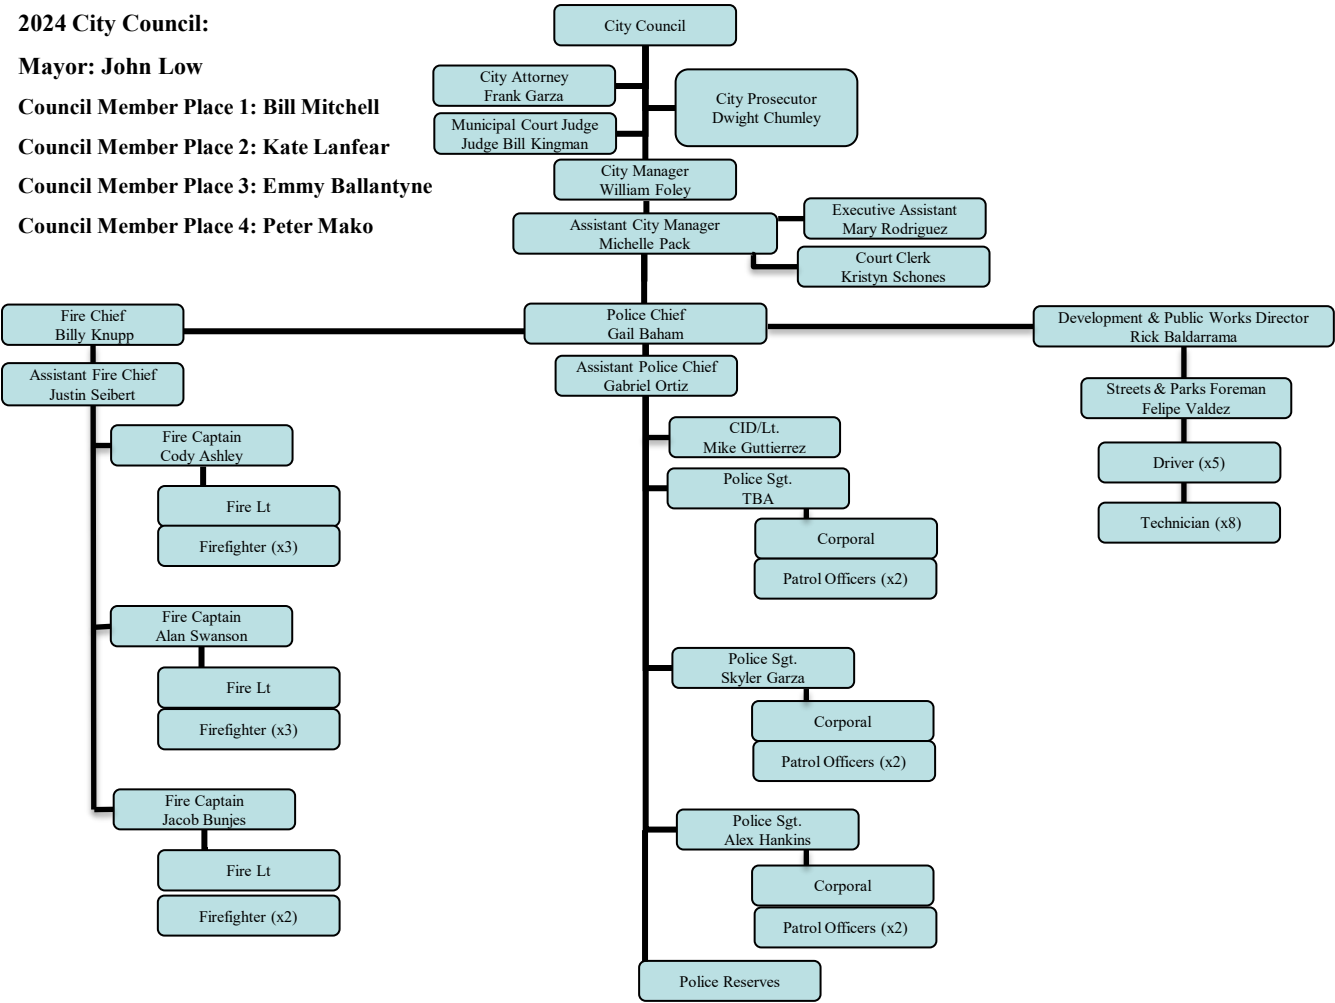 2024 City Council:
Mayor: John Low
Council Member Place 1: Bill Mitchell
Council Member Place 2: Kate Lanfear
Council Member Place 3: Emmy Ballantyne
Council Member Place 4: Peter Mako
City Council
City Attorney
Frank Garza
City Prosecutor
Dwight Chumley
Municipal Court Judge
Judge Bill Kingman
City Manager
William Foley
Assistant City Manager
Michelle Pack
Executive Assistant
Mary Rodriguez
Court Clerk
Kristyn Schones
Fire Chief
Billy Knupp
Assistant Fire Chief
Justin Seibert
Fire Captain
Cody Ashley
Fire Lt
Firefighter (x3)
Fire Captain
Alan Swanson
Fire Lt
Firefighter (x3)
Fire Captain
Jacob Bunjes
Fire Lt
Firefighter (x2)
Police Chief
Gail Baham
Assistant Police Chief
Gabriel Ortiz
CID/Lt.
Mike Guttierrez
Police Sgt.
TBA
Corporal
Patrol Officers (x2)
Police Sgt.
Skyler Garza
Corporal
Patrol Officers (x2)
Police Sgt.
Alex Hankins
Corporal
Patrol Officers (x2)
Police Reserves
Development & Public Works Director
Rick Baldarrama
Streets & Parks Foreman
Felipe Valdez
Driver (x5)
Technician (x8)